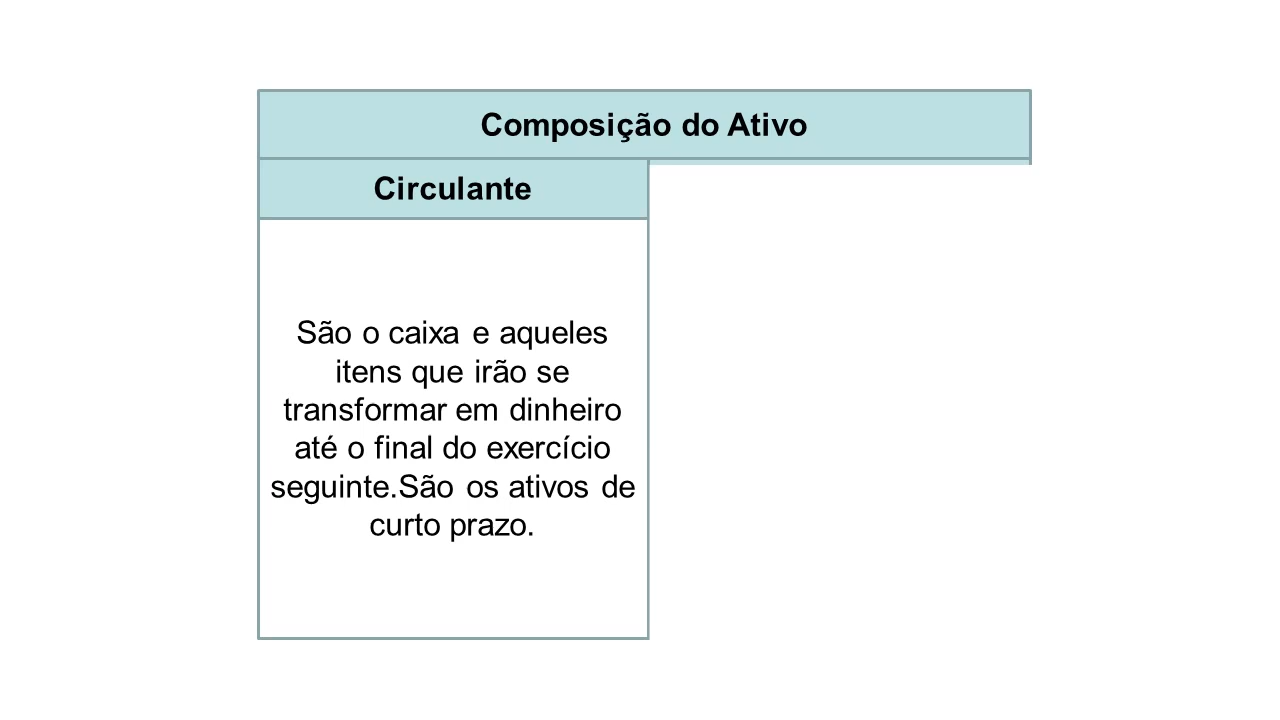 Composição do Ativo
Circulante
São o caixa e aqueles
itens que irão se
transformar em dinheiro
até o final do exercício
seguinte.São os ativos de
curto prazo.